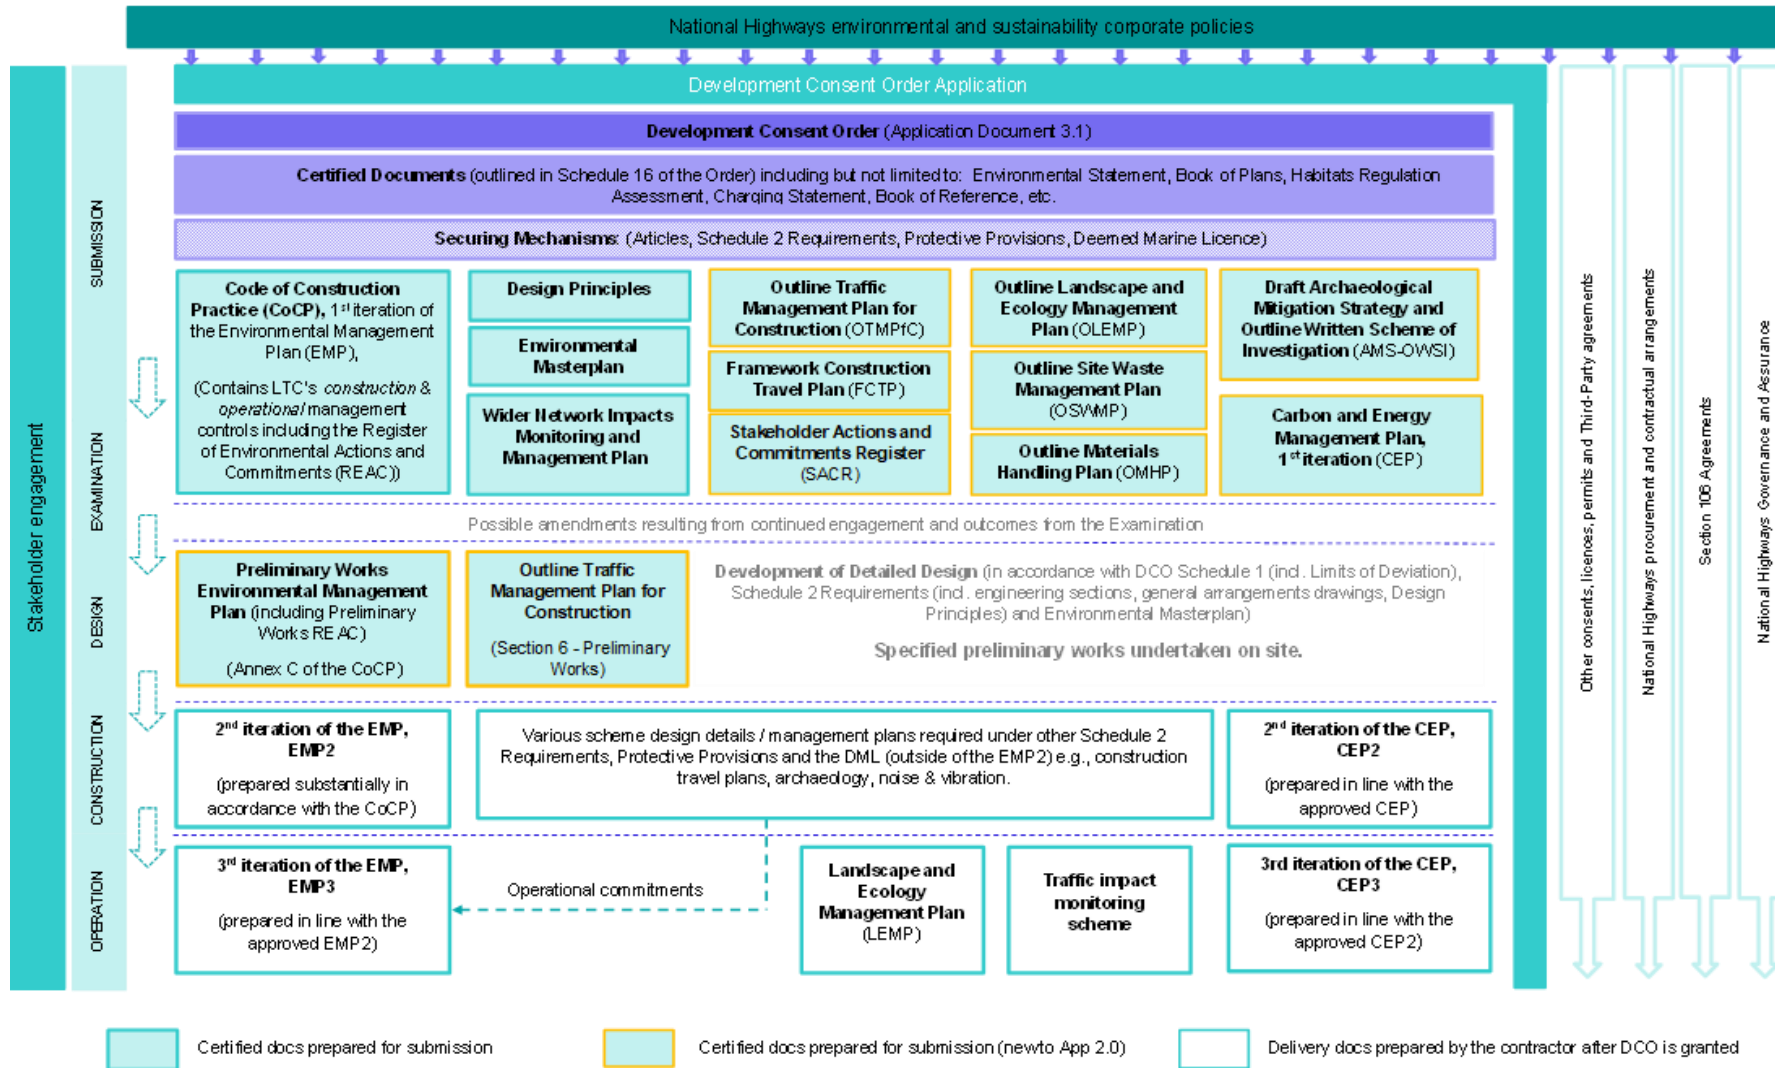 National Highways environmental and sustainability corporate policies
Development Consent Order Application
Development Consent Order (Application Document 3.1)
Certified Documents (outlined in Schedule 16 of the Order) including but not limited to: Environmental Statement, Book of Plans, Habitats Regulation
Assessment, Charging Statement, Book of Reference, etc.
Securing Mechanisms: (Articles, Schedule 2 Requirements, Protective Provisions, Deemed Marine Licence)
Stakeholder engagement
SUBMISSION
EXAMINATION
DESIGN
CONSTRUCTION
OPERATION
Code of Construction
Practice (CoCP), 1st iteration of
the Environmental Management
Plan (EMP),
(Contains LTC's construction &
operational management
controls including the Register
of Environmental Actions and
Commitments (REAC))
Design Principles
Environmental
Masterplan
Wider Network Impacts
Monitoring and
Management Plan
Outline Traffic
Management Plan for
Construction (OTMPfC)
Framework Construction
Travel Plan (FCTP)
Stakeholder Actions and
Commitments Register
(SACR)
Outline Landscape and
Ecology Management
Plan (OLEMP)
Outline Site Waste
Management Plan
(OSWMP)
Outline Materials
Handling Plan (OMHP)
Draft Archaeological
Mitigation Strategy and
Outline Written Scheme of
Investigation (AMS-OWSI)
Carbon and Energy
Management Plan,
1st iteration (CEP)
Possible amendments resulting from continued engagement and outcomes from the Examination
Preliminary Works
Environmental Management
Plan (including Preliminary
Works REAC)
(Annex C of the CoCP)
Outline Traffic
Management Plan for
Construction
(Section 6 - Preliminary
Works)
Development of Detailed Design (in accordance with DCO Schedule 1 (incl. Limits of Deviation),
Schedule 2 Requirements (incl. engineering sections, general arrangements drawings, Design
Principles) and Environmental Masterplan)
Specified preliminary works undertaken on site.
2nd iteration of the EMP,
EMP2
(prepared substantially in
accordance with the CoCP)
Various scheme design details / management plans required under other Schedule 2
Requirements, Protective Provisions and the DML (outside of the EMP2) e.g., construction
travel plans, archaeology, noise & vibration.
2nd iteration of the CEP,
CEP2
(prepared in line with the
approved CEP)
3rd iteration of the EMP,
EMP3
(prepared in line with the
approved EMP2)
Operational commitments
Landscape and
Ecology
Management Plan
(LEMP)
Traffic impact
monitoring
scheme
3rd iteration of the CEP,
CEP3
(prepared in line with the
approved CEP2)
Other consents, licences, permits and Third-Party agreements
National Highways procurement and contractual arrangements
Section 106 Agreements
National Highways Governance and Assurance
Certified docs prepared for submission
Certified docs prepared for submission (new to App 2.0)
Delivery docs prepared by the contractor after DCO is granted